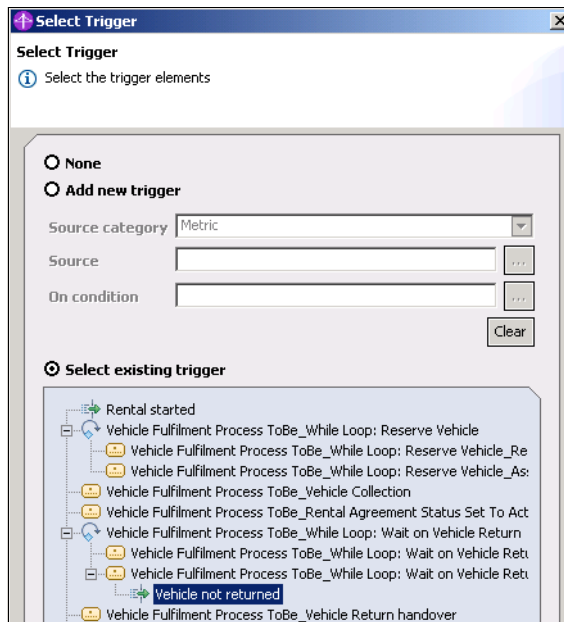 Select Trigger
Select Trigger
Select the trigger elements
None
Add new trigger
Source category Metric
Source ...
On condition ...
Clear
Select existing trigger
Rental started
Vehicle Fulfilment Process ToBe_While Loop: Reserve Vehicle
Vehicle Fulfilment Process ToBe_While Loop: Reserve Vehicle_Re
Vehicle Fulfilment Process ToBe_While Loop: Reserve Vehicle_As
Vehicle Fulfilment Process ToBe_Vehicle Collection
Vehicle Fulfilment Process ToBe_Rental Agreement Status Set To Act
Vehicle Fulfilment Process ToBe_While Loop: Wait on Vehicle Return
Vehicle Fulfilment Process ToBe_While Loop: Wait on Vehicle Retu
Vehicle Fulfilment Process ToBe_While Loop: Wait on Vehicle Retu
Vehicle not returned
Vehicle Fulfilment Process ToBe_Vehicle Return handover